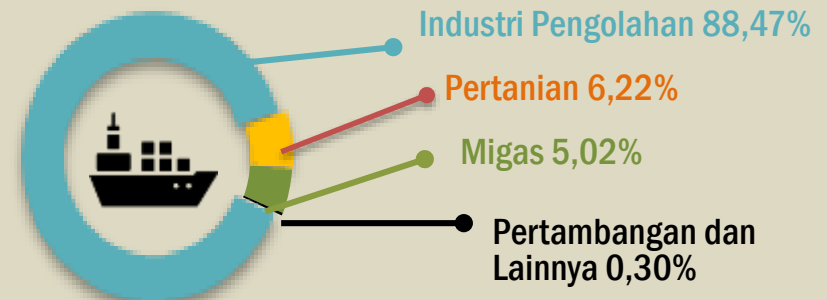 Industri Pengolahan 88,47%
Pertanian 6,22%
Migas 5,02%
Pertambangan dan
Lainnya 0,30%